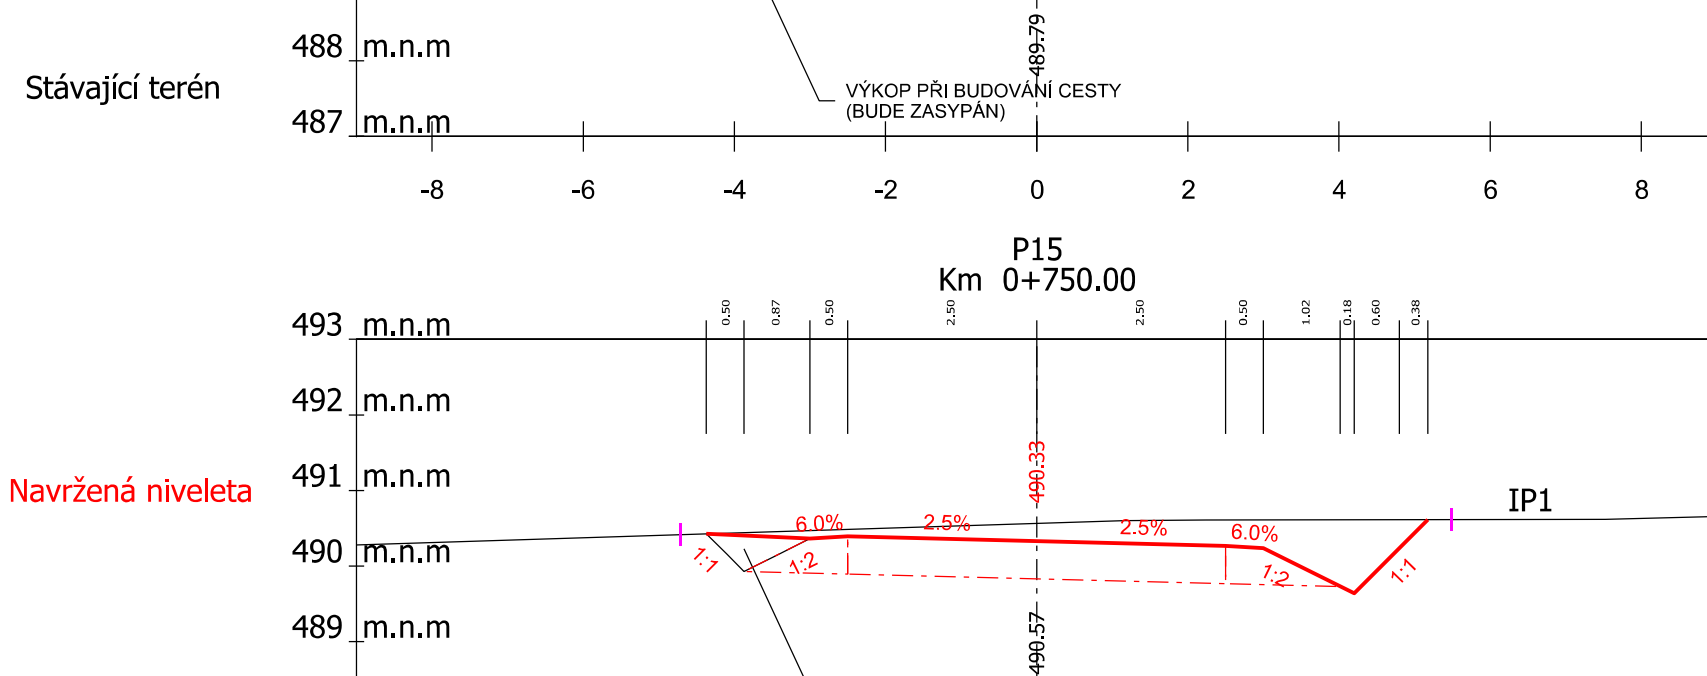 488 m.n.m
489.79
Stávající terén
VÝKOP PŘI BUDOVÁNÍ CESTY
(BUDE ZASYPÁN)
487 m.n.m
-8 -6 -4 -2 0 2 4 6 8
P15
Km 0+750.00
0.50 0.87 0.50 2.50 2.50 0.50 1.02 0.18 0.60 0.38
493 m.n.m
492 m.n.m
491 m.n.m
490.33
Navržená niveleta
IP1
6.0% 2.5% 2.5% 6.0%
490 m.n.m
1:1 1:2 1:2 1:1
489 m.n.m
490.57